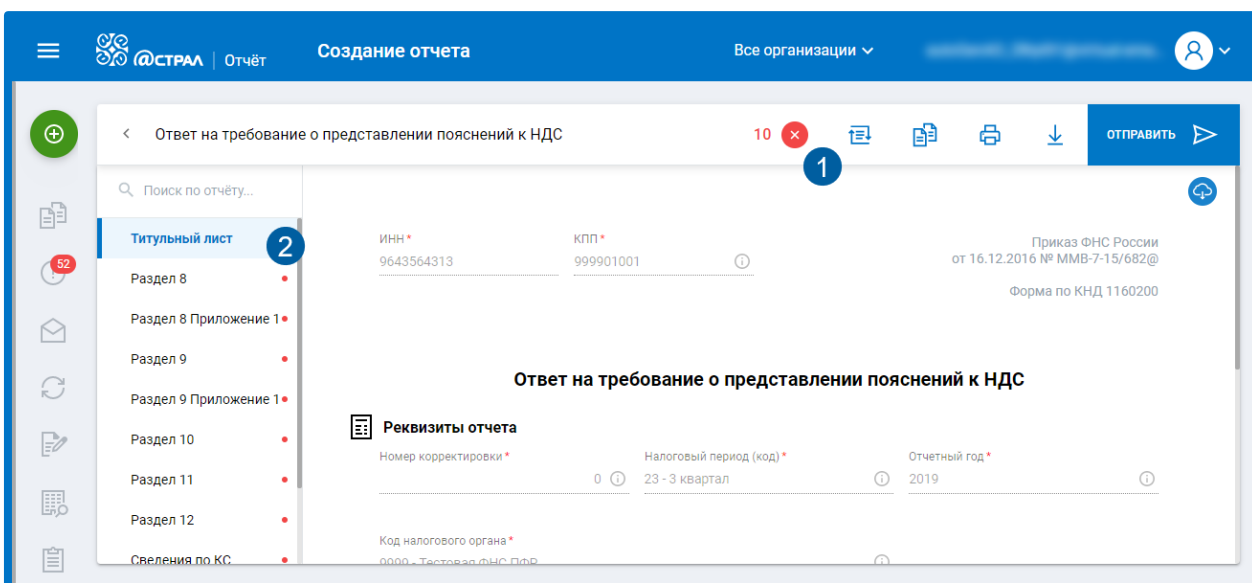 @СТРАЛ | Отчёт
Создание отчета
Все организации
Ответ на требование о представлении пояснений к НДС
10
ОТПРАВИТЬ
1
Поиск по отчёту...
Титульный лист
2
Раздел 8
Раздел 8 Приложение 1
Раздел 9
Раздел 9 Приложение 1
Раздел 10
Раздел 11
Раздел 12
Сведения по КС
52
ИНН *
КПП *
9643564313
999901001
Приказ ФНС России
от 16.12.2016 № ММВ-7-15/682@
Форма по КНД 1160200
Ответ на требование о представлении пояснений к НДС
Реквизиты отчета
Номер корректировки *
Налоговый период (код) *
Отчетный год *
0
23 - 3 квартал
2019
Код налогового органа *
9999 - Тестовая ФНС ПФР